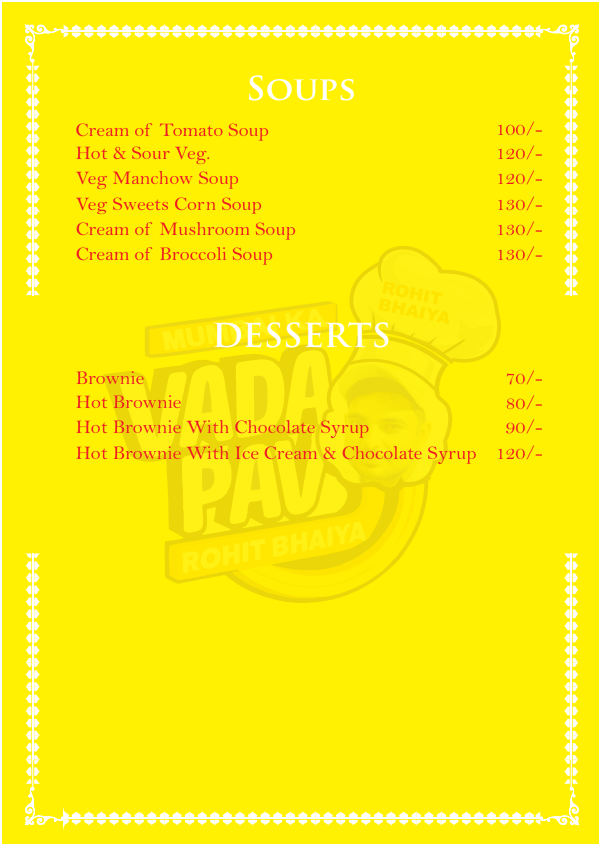 SOUPS
Cream of Tomato Soup 100/-
Hot & Sour Veg. 120/-
Veg Manchow Soup 120/-
Veg Sweets Corn Soup 130/-
Cream of Mushroom Soup 130/-
Cream of Broccoli Soup 130/-
ROHIT
BHAIYA
DESSERTS
Brownie 70/-
Hot Brownie 80/-
Hot Brownie With Chocolate Syrup 90/-
Hot Brownie With Ice Cream & Chocolate Syrup 120/-
VADA
PAV
ROHIT BHAIYA